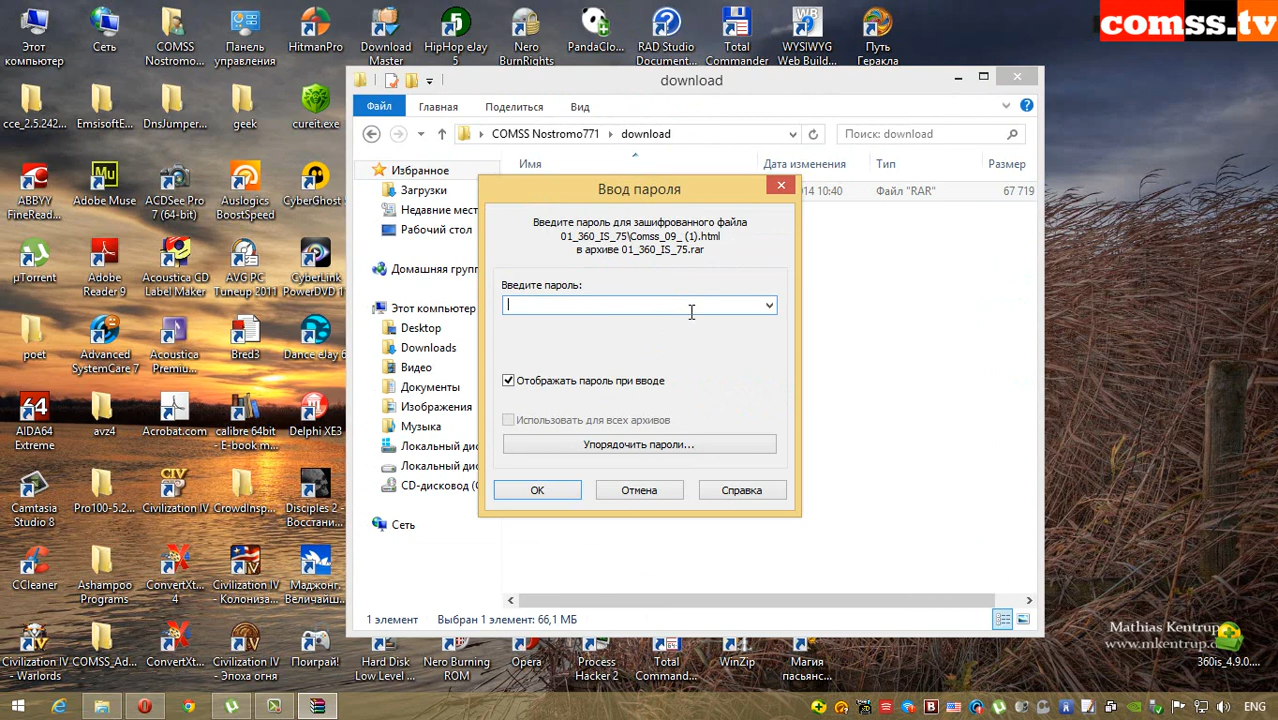 comss.tv
Этот
компьютер
Сеть
COMSS
Nostromo...
Панель
управления
HitmanPro
Download
Master
HipHop eJay
5
Nero
BurnRights
PandaClo...
RAD Studio
Document...
Total
Commander
WYSIWYG
Web Build...
Путь
Геракла
cce_2.5.242...
EmsisoftE...
DnsJumper...
geek
cureit.exe
ABBYY
FineRead...
Adobe Muse
ACDSee Pro
7 (64-bit)
Auslogics
BoostSpeed
CyberGhost
µTorrent
Adobe
Reader 9
Acoustica CD
Label Maker
AVG PC
Tuneup 2011
CyberLink
PowerDVD 1
poet
Advanced
SystemCare 7
Acoustica
Premiu...
Bred3
Dance eJay 6
AIDA64
Extreme
avz4
Acrobat.com
calibre 64bit
- E-book m...
Delphi XE3
Camtasia
Studio 8
Pro100-5.2...
Civilization IV
CrowdInsp...
Disciples 2 -
Восстани...
CCleaner
Ashampoo
Programs
ConvertXt...
4
Civilization IV
- Колониза...
Маджонг.
Величайш...
Civilization IV
- Warlords
COMSS_Ad...
ConvertXt...
Civilization IV
- Эпоха огня
Поиграй!
Hard Disk
Low Level ...
Nero Burning
ROM
Opera
Process
Hacker 2
Total
Command...
WinZip
Магия
пасьянс...
360is_4.9.0....
Mathias Kentrup
www.mkentrup.d
download
Файл
Главная
Поделиться
Вид
COMSS Nostromo771
download
Поиск: download
Имя
Дата изменения
Тип
Размер
014 10:40
Файл "RAR"
67 719
Избранное
Загрузки
Недавние мест
Рабочий стол
Домашняя групп
Этот компьютер
Desktop
Downloads
Видео
Документы
Изображения
Музыка
Локальный дис
Локальный дис
CD-дисковод (
Сеть
1 элемент
Выбран 1 элемент: 66,1 МБ
Ввод пароля
Введите пароль для зашифрованного файла
01_360_IS_75\Comss_09_ (1).html
в архиве 01_360_IS_75.rar
Введите пароль:
Отображать пароль при вводе
Использовать для всех архивов
Упорядочить пароли...
OK
Отмена
Справка
ENG